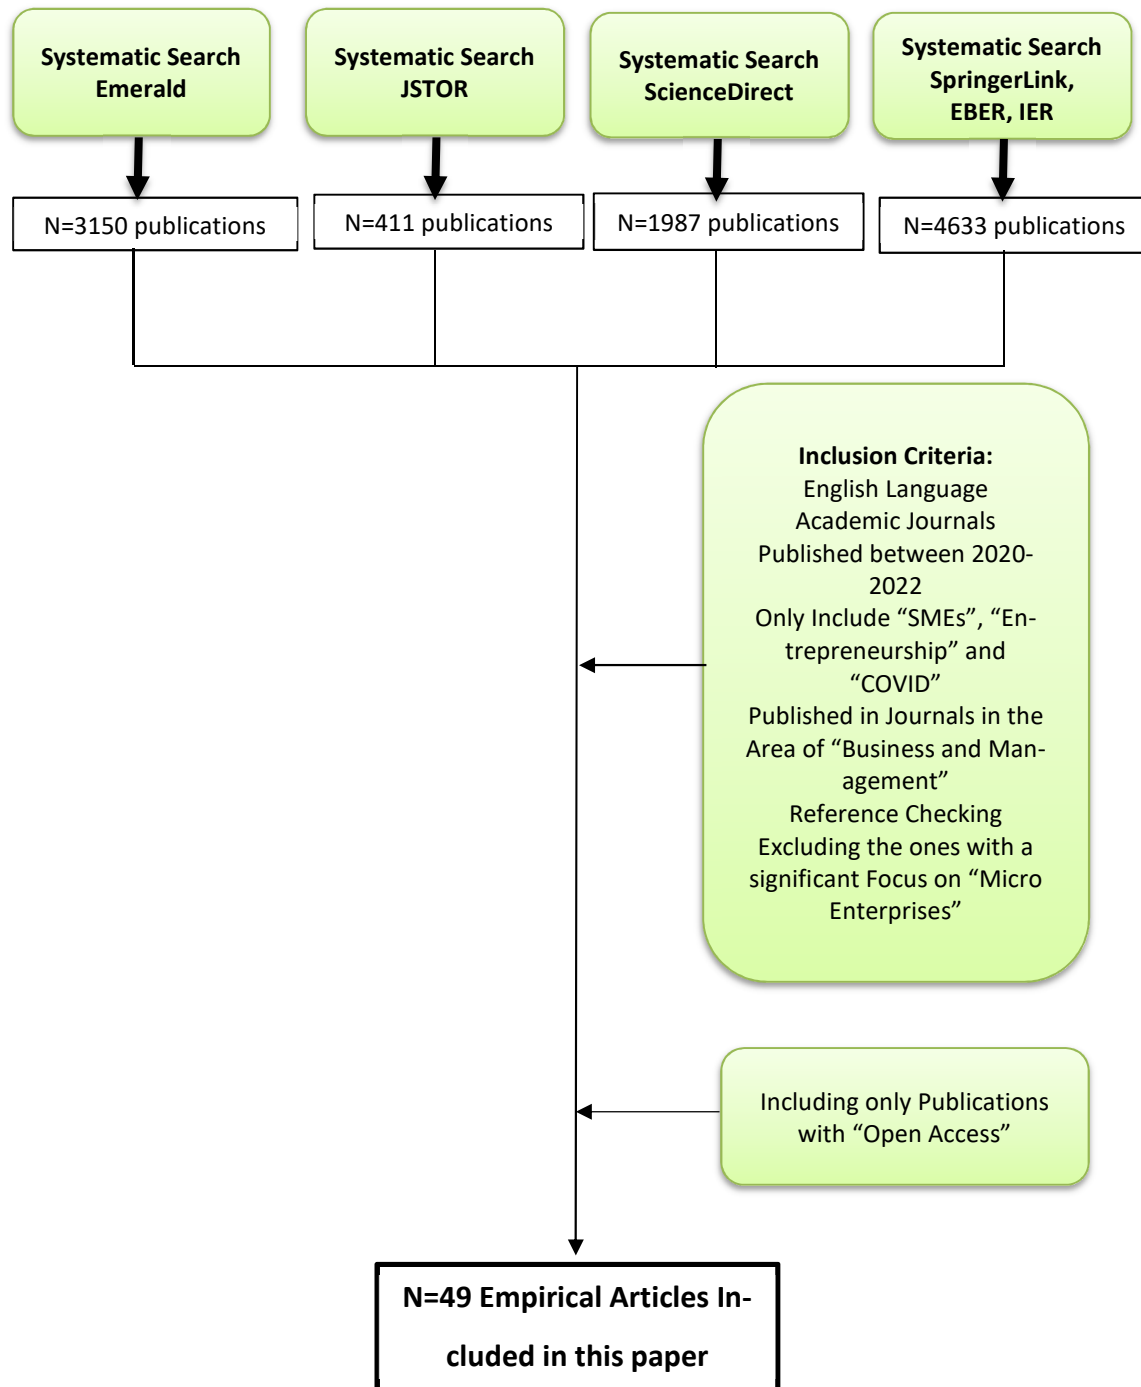 Systematic Search
Emerald
Systematic Search
JSTOR
Systematic Search
ScienceDirect
Systematic Search
SpringerLink,
EBER, IER
N=3150 publications
N=411 publications
N=1987 publications
N=4633 publications
Inclusion Criteria:
English Language
Academic Journals
Published between 2020-
2022
Only Include “SMEs”, “En-
trepreneurship” and
“COVID”
Published in Journals in the
Area of “Business and Man-
agement”
Reference Checking
Excluding the ones with a
significant Focus on “Micro
Enterprises”
Including only Publications
with “Open Access”
N=49 Empirical Articles In-
cluded in this paper